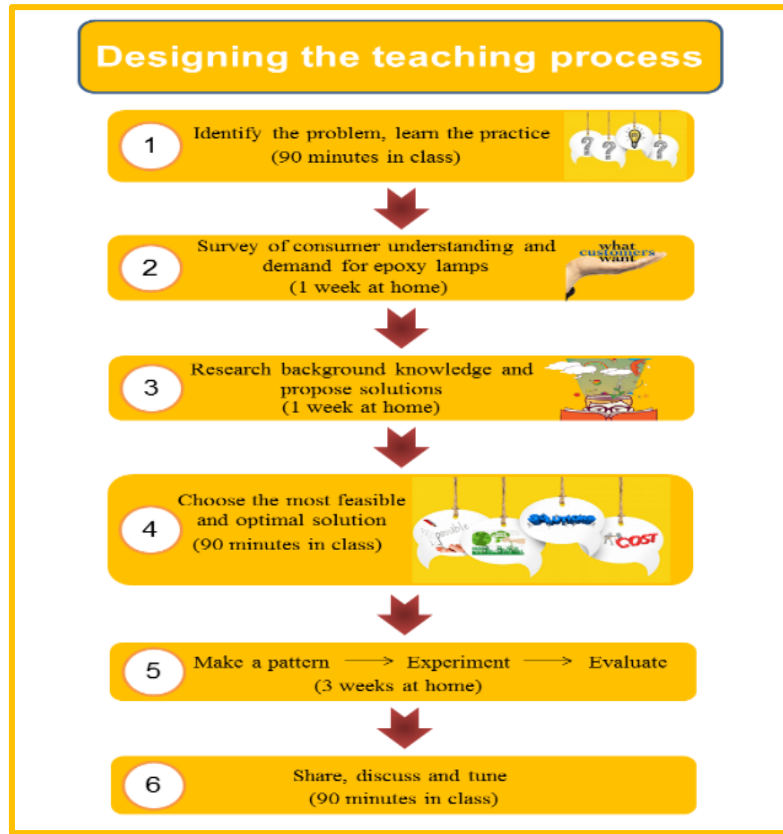 Designing the teaching process
1
Identify the problem, learn the practice
(90 minutes in class)
? ? ?
2
Survey of consumer understanding and
demand for epoxy lamps
(1 week at home)
what
customers
want
3
Research background knowledge and
propose solutions
(1 week at home)
4
Choose the most feasible
and optimal solution
(90 minutes in class)
SOLUTIONS
COST
5
Make a pattern → Experiment → Evaluate
(3 weeks at home)
6
Share, discuss and tune
(90 minutes in class)